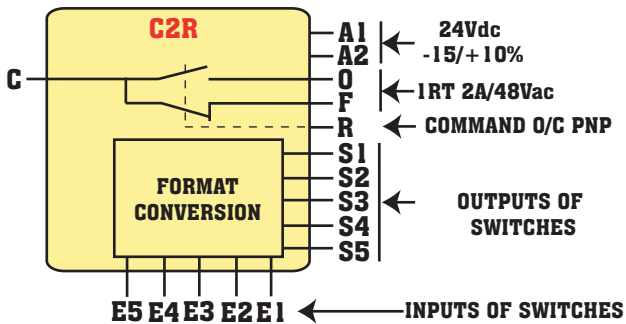 C2R
A1
A2
24Vdc
-15/+10%
C
O
F
1RT 2A/48Vac
R
COMMAND O/C PNP
FORMAT
CONVERSION
S1
S2
S3
S4
S5
OUTPUTS OF
SWITCHES
E5 E4 E3 E2 E1
INPUTS OF SWITCHES